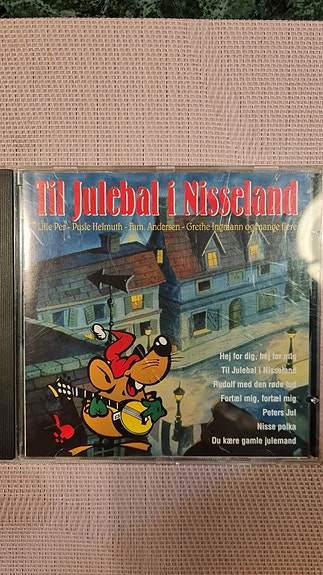 Til Julebal i Nisseland
Lille Per - Pusle Helmuth - Fum. Andersen - Grethe Ingmann og mange flere
Hej for dig, hej for mig
Til Julebal i Nisseland
Rudolf med den røde tud
Fortæl mig, fortæl mig
Peters Jul
Nisse polka
Du kære gamle julemand